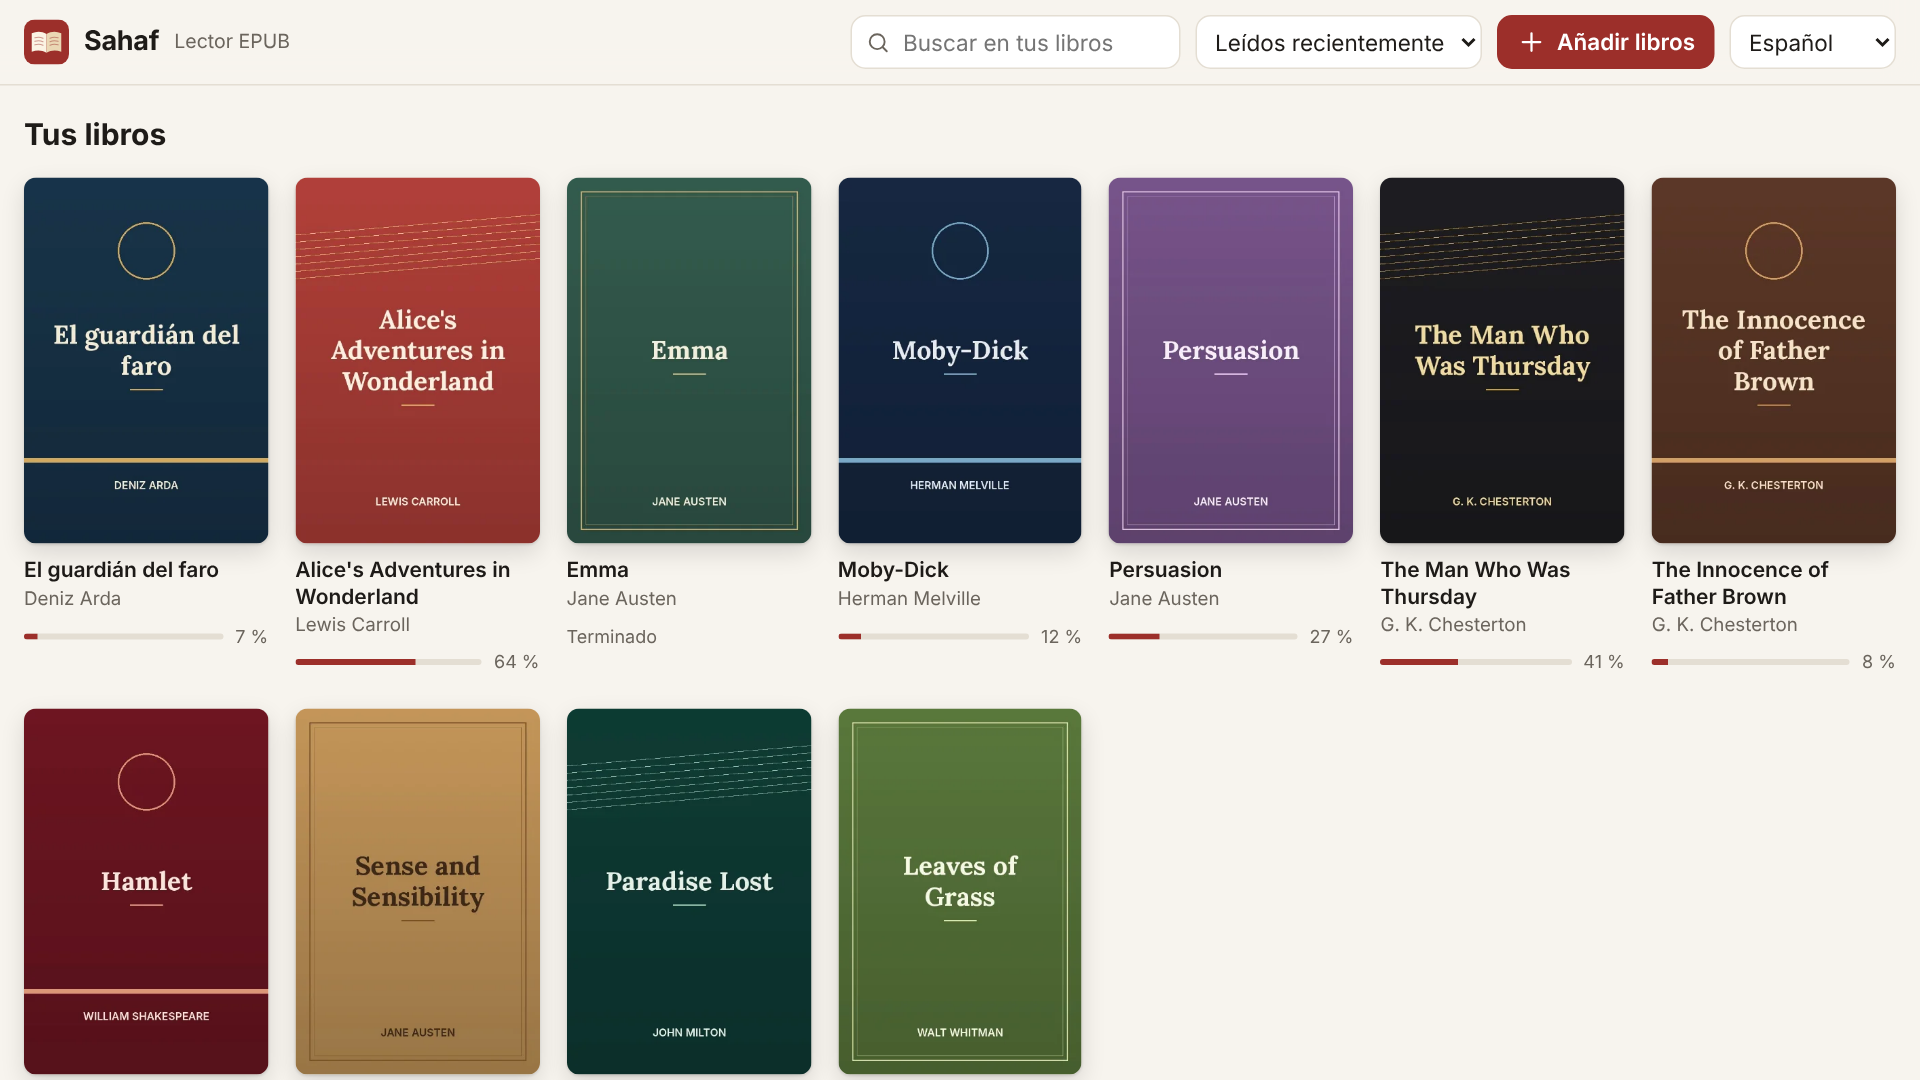 Sahaf Lector EPUB
Buscar en tus libros
Leídos recientemente
Añadir libros
Español
Tus libros
El guardián del
faro
DENIZ ARDA
Alice's
Adventures in
Wonderland
LEWIS CARROLL
Emma
JANE AUSTEN
Moby-Dick
HERMAN MELVILLE
Persuasion
JANE AUSTEN
The Man Who
Was Thursday
G. K. CHESTERTON
The Innocence
of Father
Brown
G. K. CHESTERTON
El guardián del faro
Deniz Arda
7 %
Alice's Adventures in
Wonderland
Lewis Carroll
64 %
Emma
Jane Austen
Terminado
Moby-Dick
Herman Melville
12 %
Persuasion
Jane Austen
27 %
The Man Who Was
Thursday
G. K. Chesterton
41 %
The Innocence of
Father Brown
G. K. Chesterton
8 %
Hamlet
WILLIAM SHAKESPEARE
Sense and
Sensibility
JANE AUSTEN
Paradise Lost
JOHN MILTON
Leaves of
Grass
WALT WHITMAN